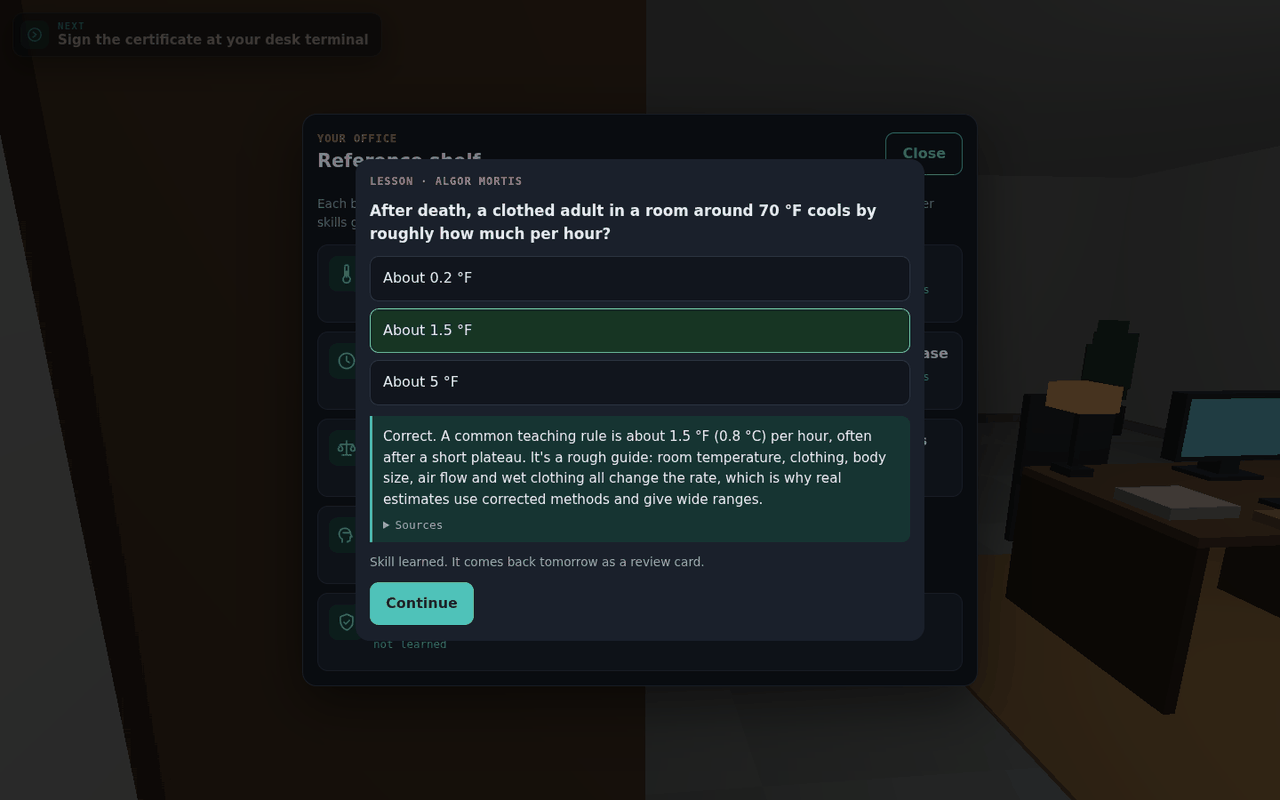 NEXT
Sign the certificate at your desk terminal
YOUR OFFICE
Reference shelf
Close
Each
skills
LESSON · ALGOR MORTIS
After death, a clothed adult in a room around 70 °F cools by
roughly how much per hour?
About 0.2 °F
About 1.5 °F
About 5 °F
Correct. A common teaching rule is about 1.5 °F (0.8 °C) per hour, often
after a short plateau. It's a rough guide: room temperature, clothing, body
size, air flow and wet clothing all change the rate, which is why real
estimates use corrected methods and give wide ranges.
Sources
Skill learned. It comes back tomorrow as a review card.
Continue
not learned